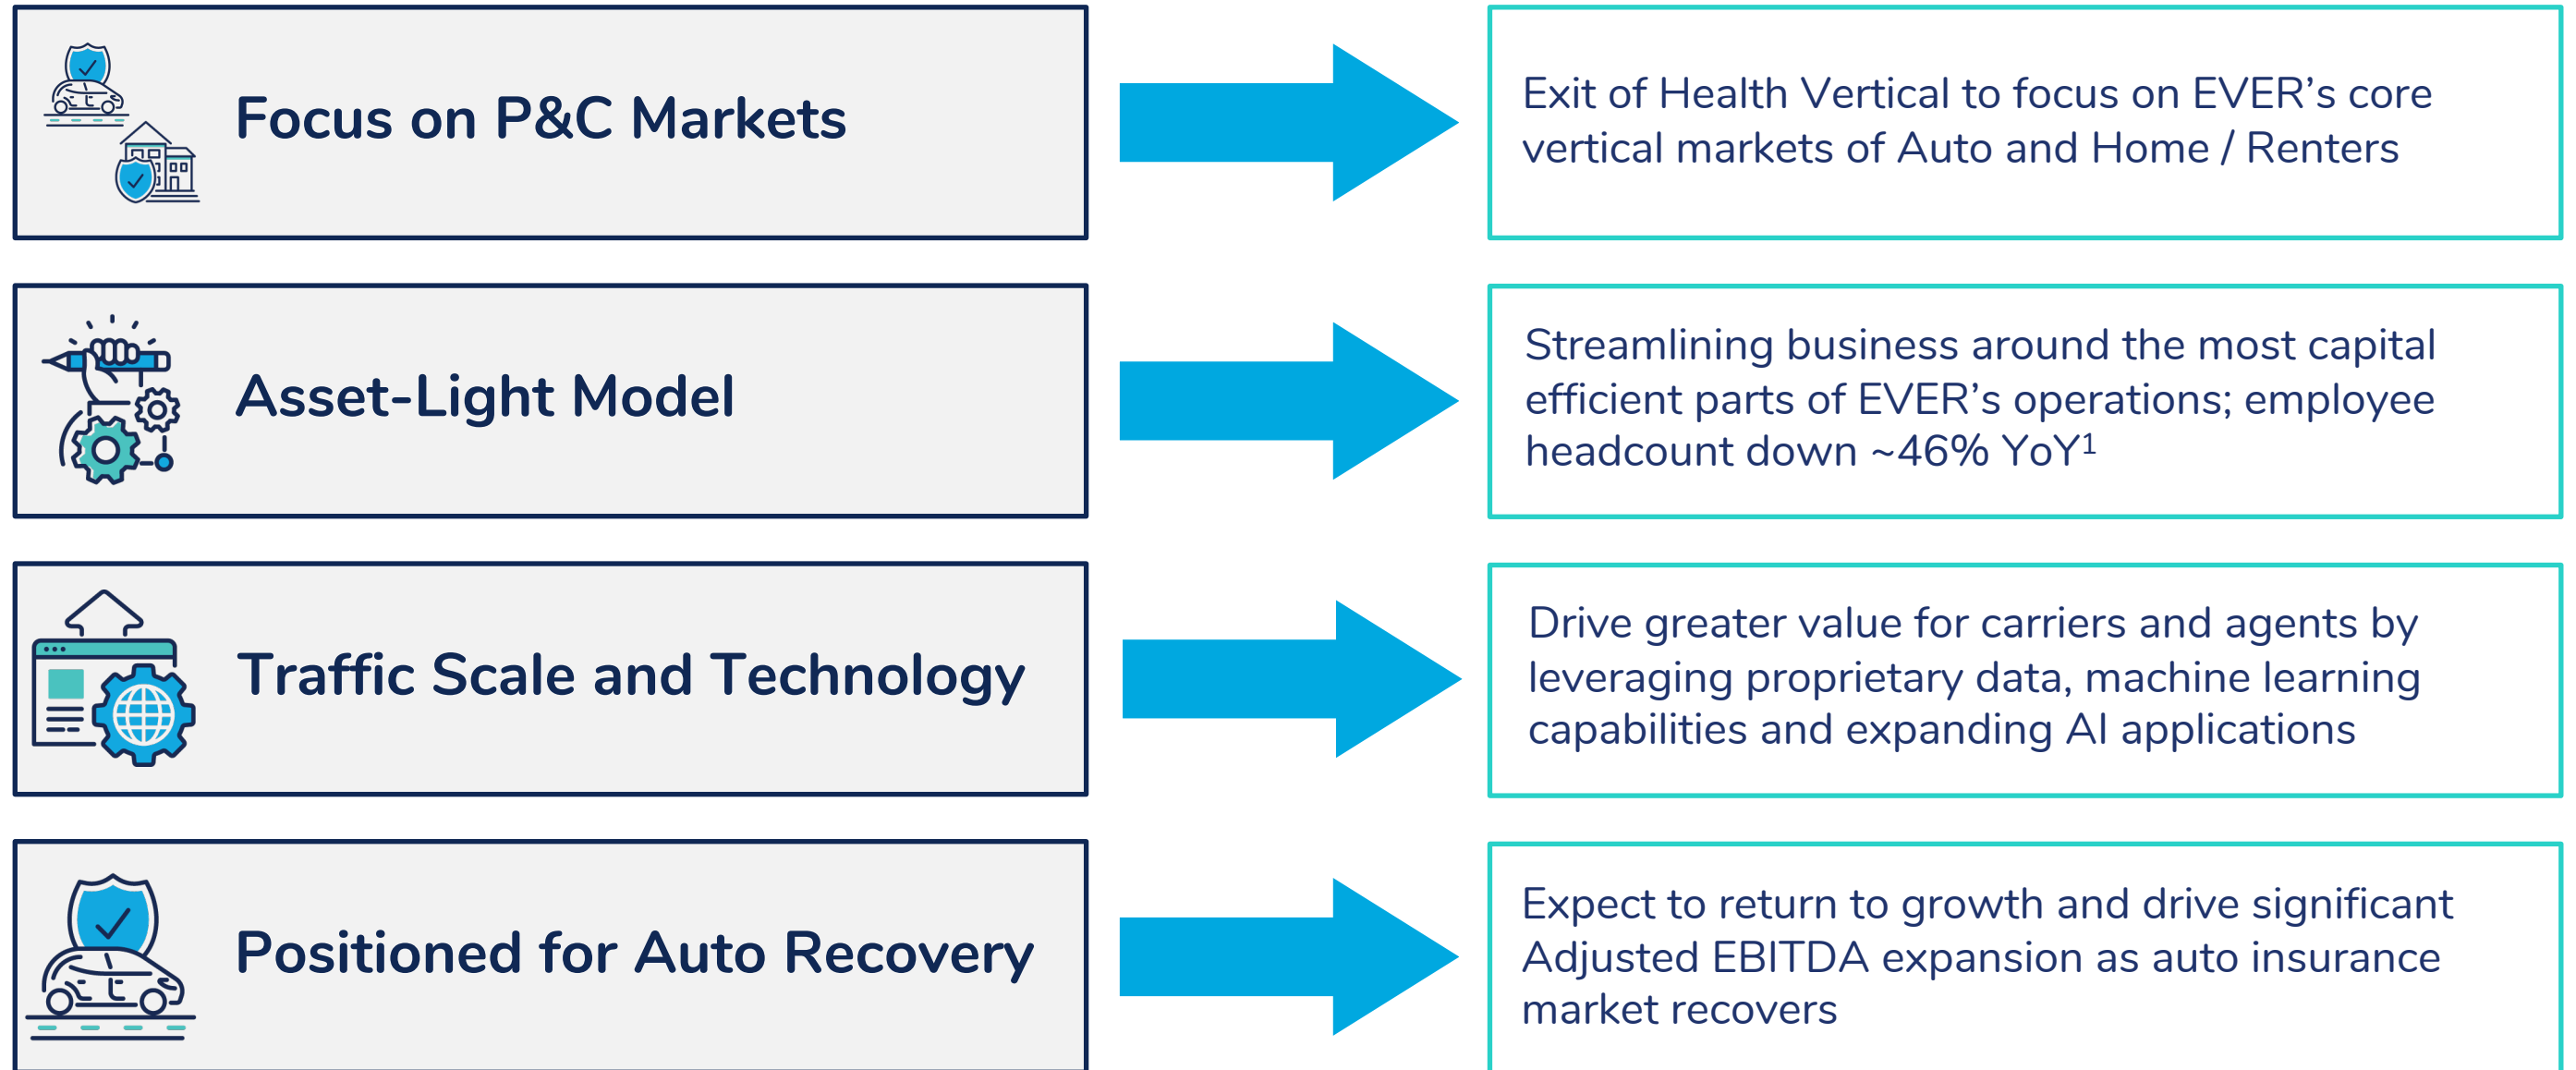 Focus on P&C Markets
Exit of Health Vertical to focus on EVER’s core
vertical markets of Auto and Home / Renters
Asset-Light Model
Streamlining business around the most capital
efficient parts of EVER’s operations; employee
headcount down ~46% YoY¹
Traffic Scale and Technology
Drive greater value for carriers and agents by
leveraging proprietary data, machine learning
capabilities and expanding AI applications
Positioned for Auto Recovery
Expect to return to growth and drive significant
Adjusted EBITDA expansion as auto insurance
market recovers